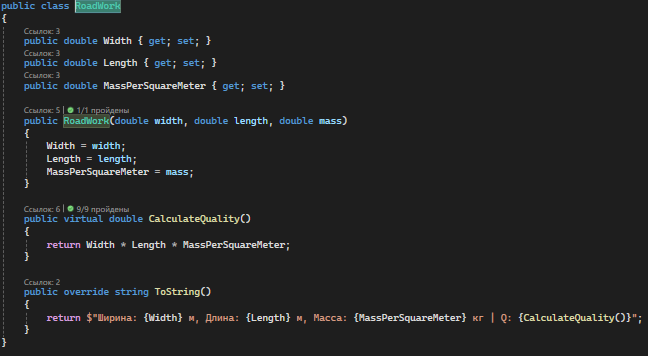 public class RoadWork
{
Ссылок: 3
public double Width { get; set; }
Ссылок: 3
public double Length { get; set; }
Ссылок: 3
public double MassPerSquareMeter { get; set; }
Ссылок: 5 | 1/1 пройдены
public RoadWork(double width, double length, double mass)
{
Width = width;
Length = length;
MassPerSquareMeter = mass;
}
Ссылок: 6 | 9/9 пройдены
public virtual double CalculateQuality()
{
return Width * Length * MassPerSquareMeter;
}
Ссылок: 2
public override string ToString()
{
return $"Ширина: {Width} м, Длина: {Length} м, Масса: {MassPerSquareMeter} кг | Q: {CalculateQuality()}";
}
}